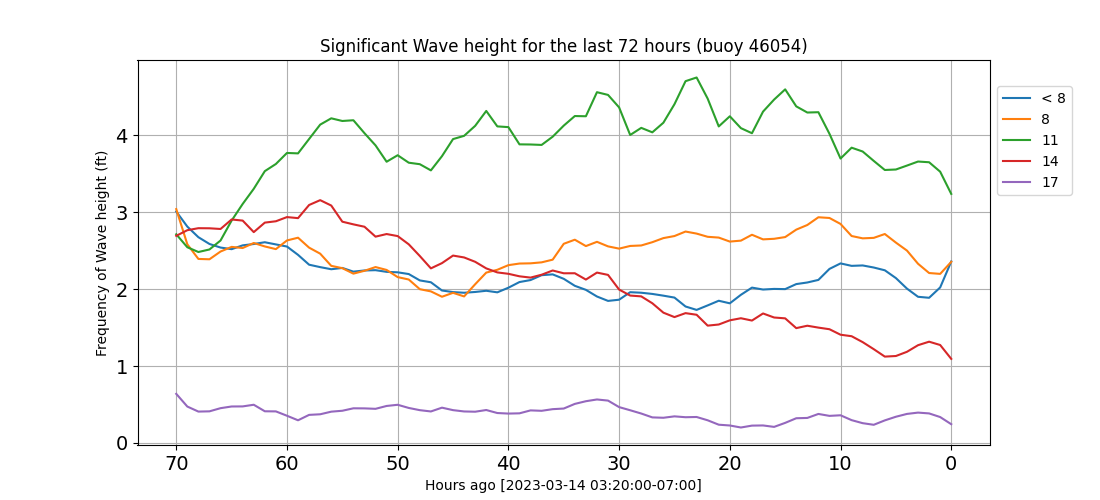 Significant Wave height for the last 72 hours (buoy 46054)
Frequency of Wave height (ft)
4
3
2
1
0
70 60 50 40 30 20 10 0
Hours ago [2023-03-14 03:20:00-07:00]
< 8
8
11
14
17